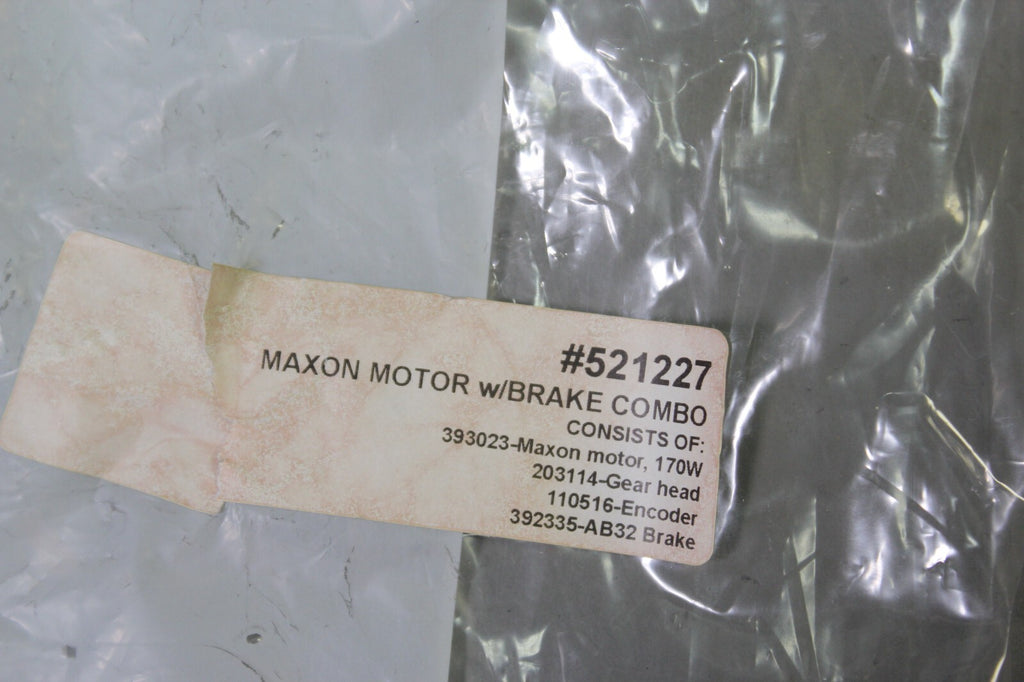 #521227
MAXON MOTOR w/BRAKE COMBO
CONSISTS OF:
393023-Maxon motor, 170W
203114-Gear head
110516-Encoder
392335-AB32 Brake